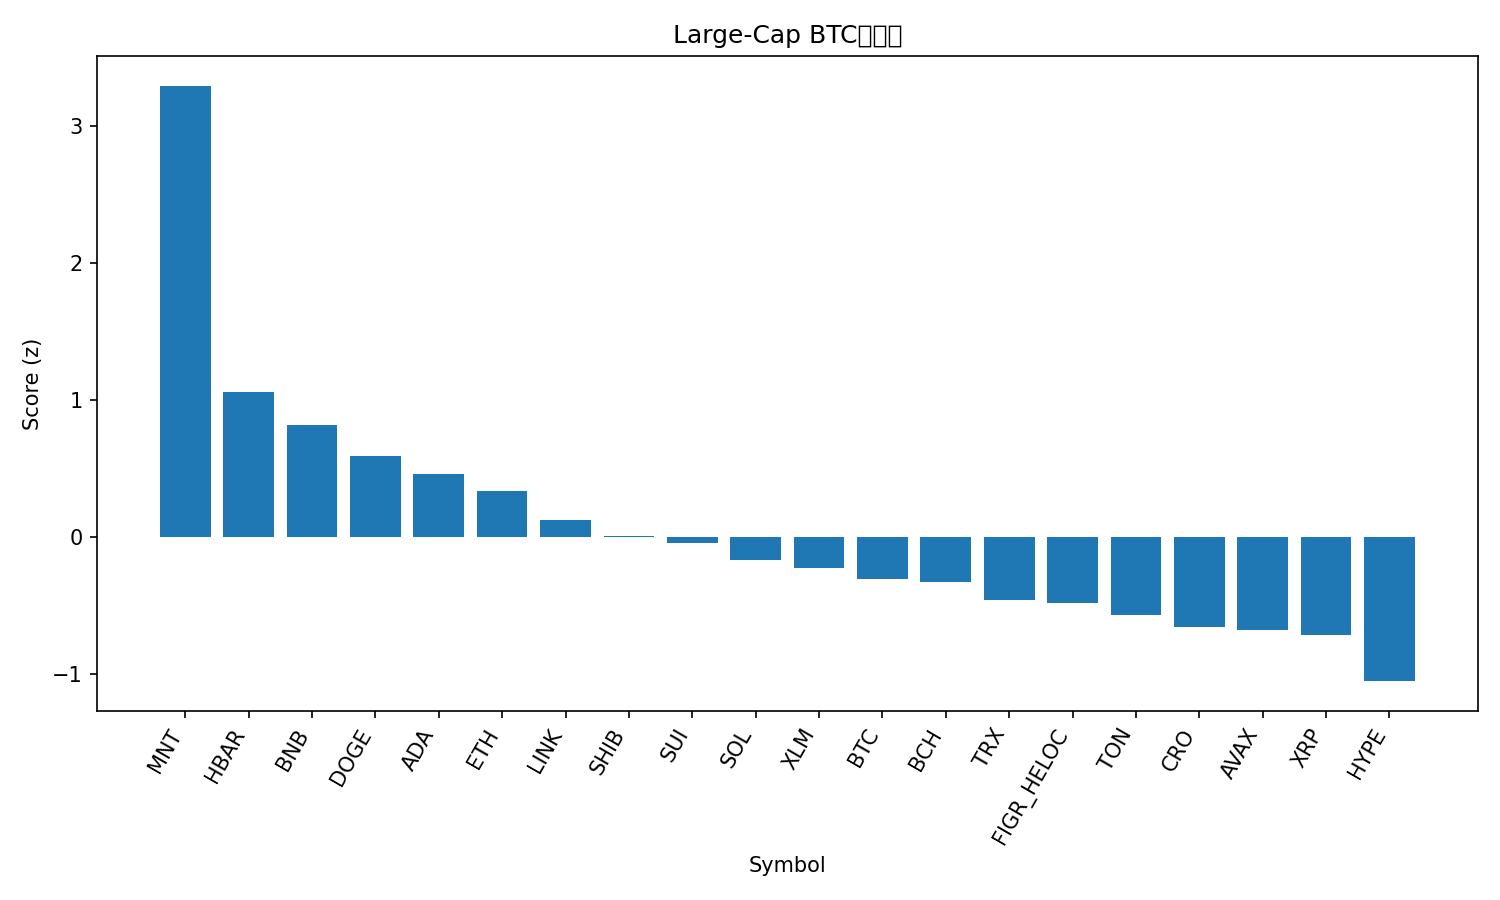 Large-Cap BTC
3
2
1
0
−1
Score (z)
MNT
HBAR
BNB
DOGE
ADA
ETH
LINK
SHIB
SUI
SOL
XLM
BTC
BCH
TRX
FIGR_HELOC
TON
CRO
AVAX
XRP
HYPE
Symbol